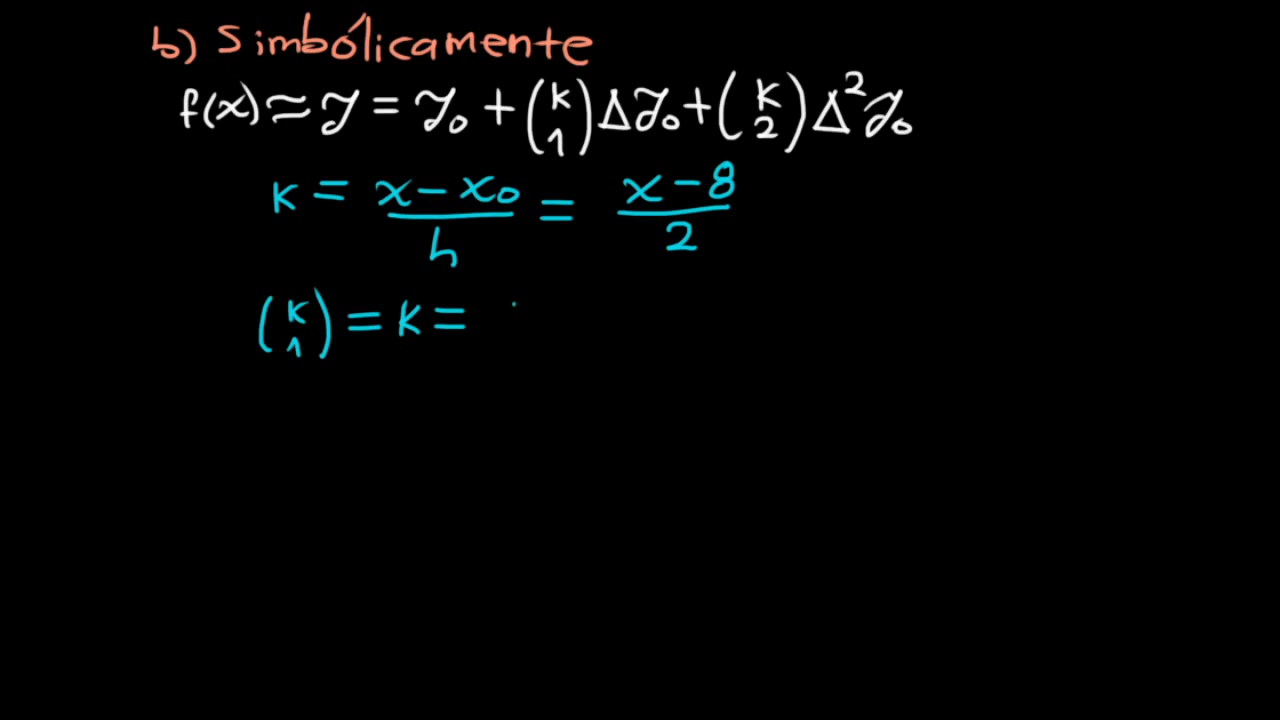 b) Simbólicamente
f(x) ≈ y = y₀ + (k 1) Δy₀ + (k 2) Δ²y₀
k = x - x₀ / h = x - 8 / 2
(k 1) = k =